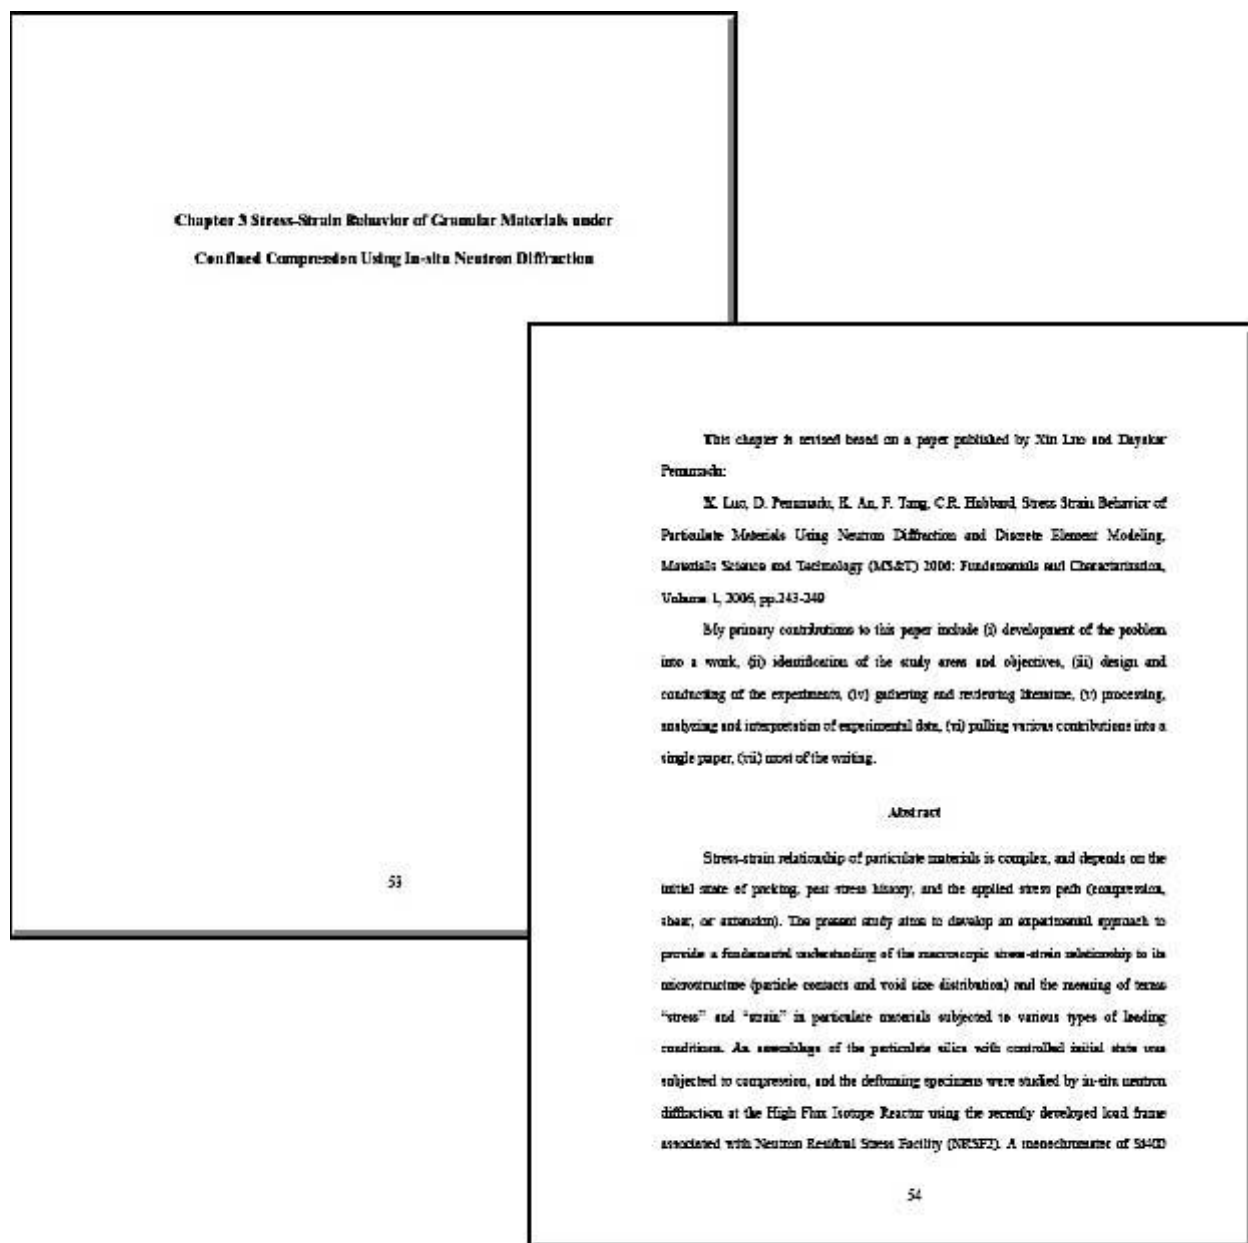 Chapter 3 Stress-Strain Behavior of Granular Materials under
Confined Compression Using In-situ Neutron Diffraction
53
This chapter is revised based on a paper published by Xin Luo and Dayakar
Penumadu:
X. Luo, D. Penumadu, K. An, F. Tang, C.R. Hubbard, Stress Strain Behavior of
Particulate Materials Using Neutron Diffraction and Discrete Element Modeling,
Materials Science and Technology (MS&T) 2006: Fundamentals and Characterization,
Volume 1, 2006, pp.243-249
My primary contributions to this paper include (i) development of the problem
into a work, (ii) identification of the study areas and objectives, (iii) design and
conducting of the experiments, (iv) gathering and reviewing literature, (v) processing,
analyzing and interpretation of experimental data, (vi) pulling various contributions into a
single paper, (vii) most of the writing.
Abstract
Stress-strain relationship of particulate materials is complex, and depends on the
initial state of packing, past stress history, and the applied stress path (compression,
shear, or extension). The present study aims to develop an experimental approach to
provide a fundamental understanding of the macroscopic stress-strain relationship to its
microstructure (particle contacts and void size distribution) and the meaning of terms
“stress” and “strain” in particulate materials subjected to various types of loading
conditions. An assemblage of the particulate silica with controlled initial state was
subjected to compression, and the deforming specimens were studied by in-situ neutron
diffraction at the High Flux Isotope Reactor using the recently developed load frame
associated with Neutron Residual Stress Facility (NRSF2). A monochromater of Si400
54